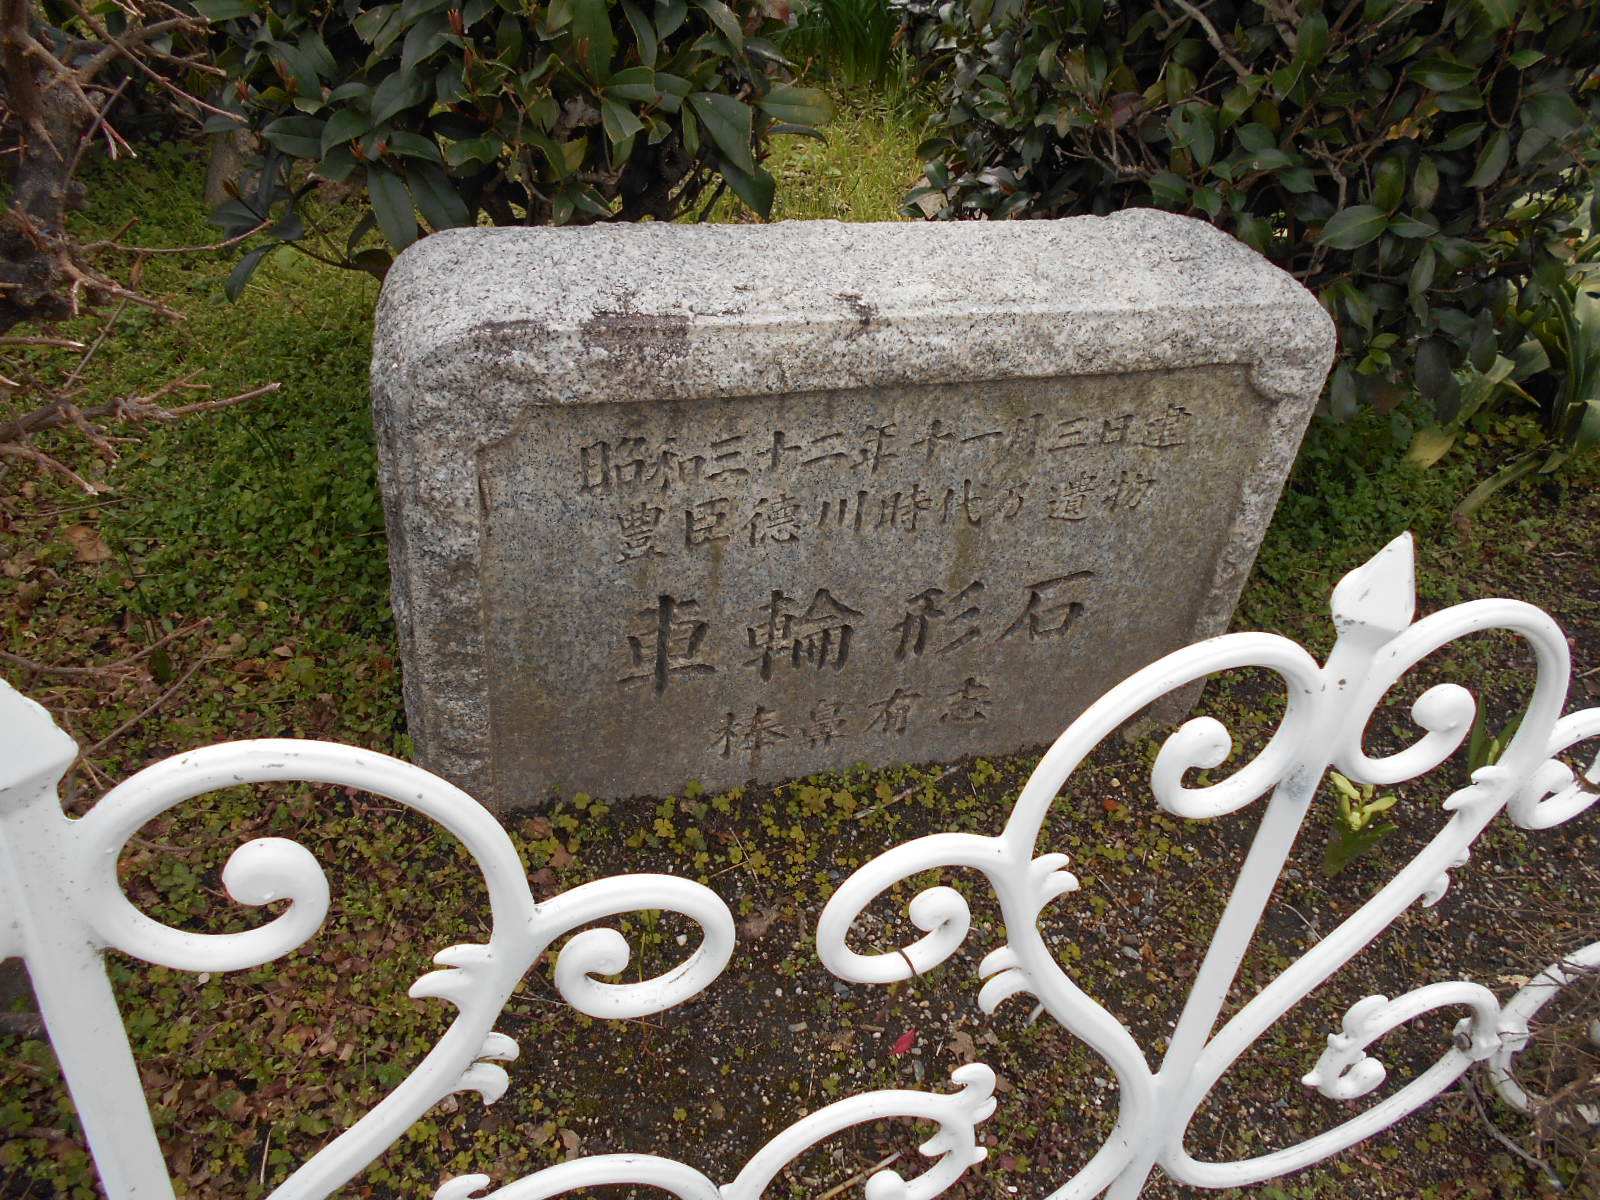 昭和三十二年十一月三日建
豊臣徳川時代乃遺物
車輪形石
棒鼻有志